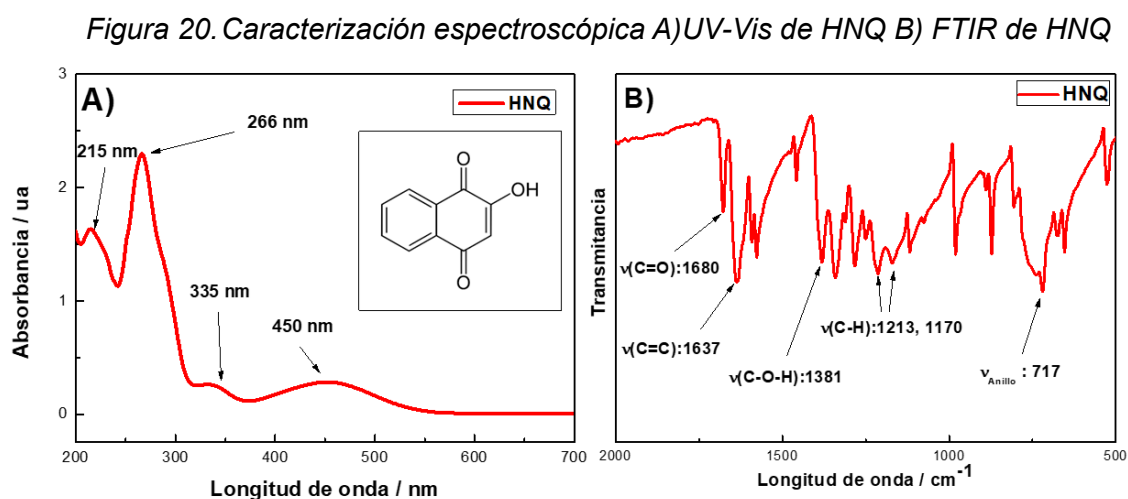 Figura 20. Caracterización espectroscópica A)UV-Vis de HNQ B) FTIR de HNQ
A)
HNQ
215 nm
266 nm
335 nm
450 nm
O
OH
O
3
2
1
0
200
300
400
500
600
700
Absorbancia / ua
Longitud de onda / nm
B)
HNQ
ν(C=O):1680
ν(C=C):1637
ν(C-O-H):1381
ν(C-H):1213, 1170
νAnillo : 717
Transmitancia
2000
1500
1000
500
Longitud de onda / cm-1